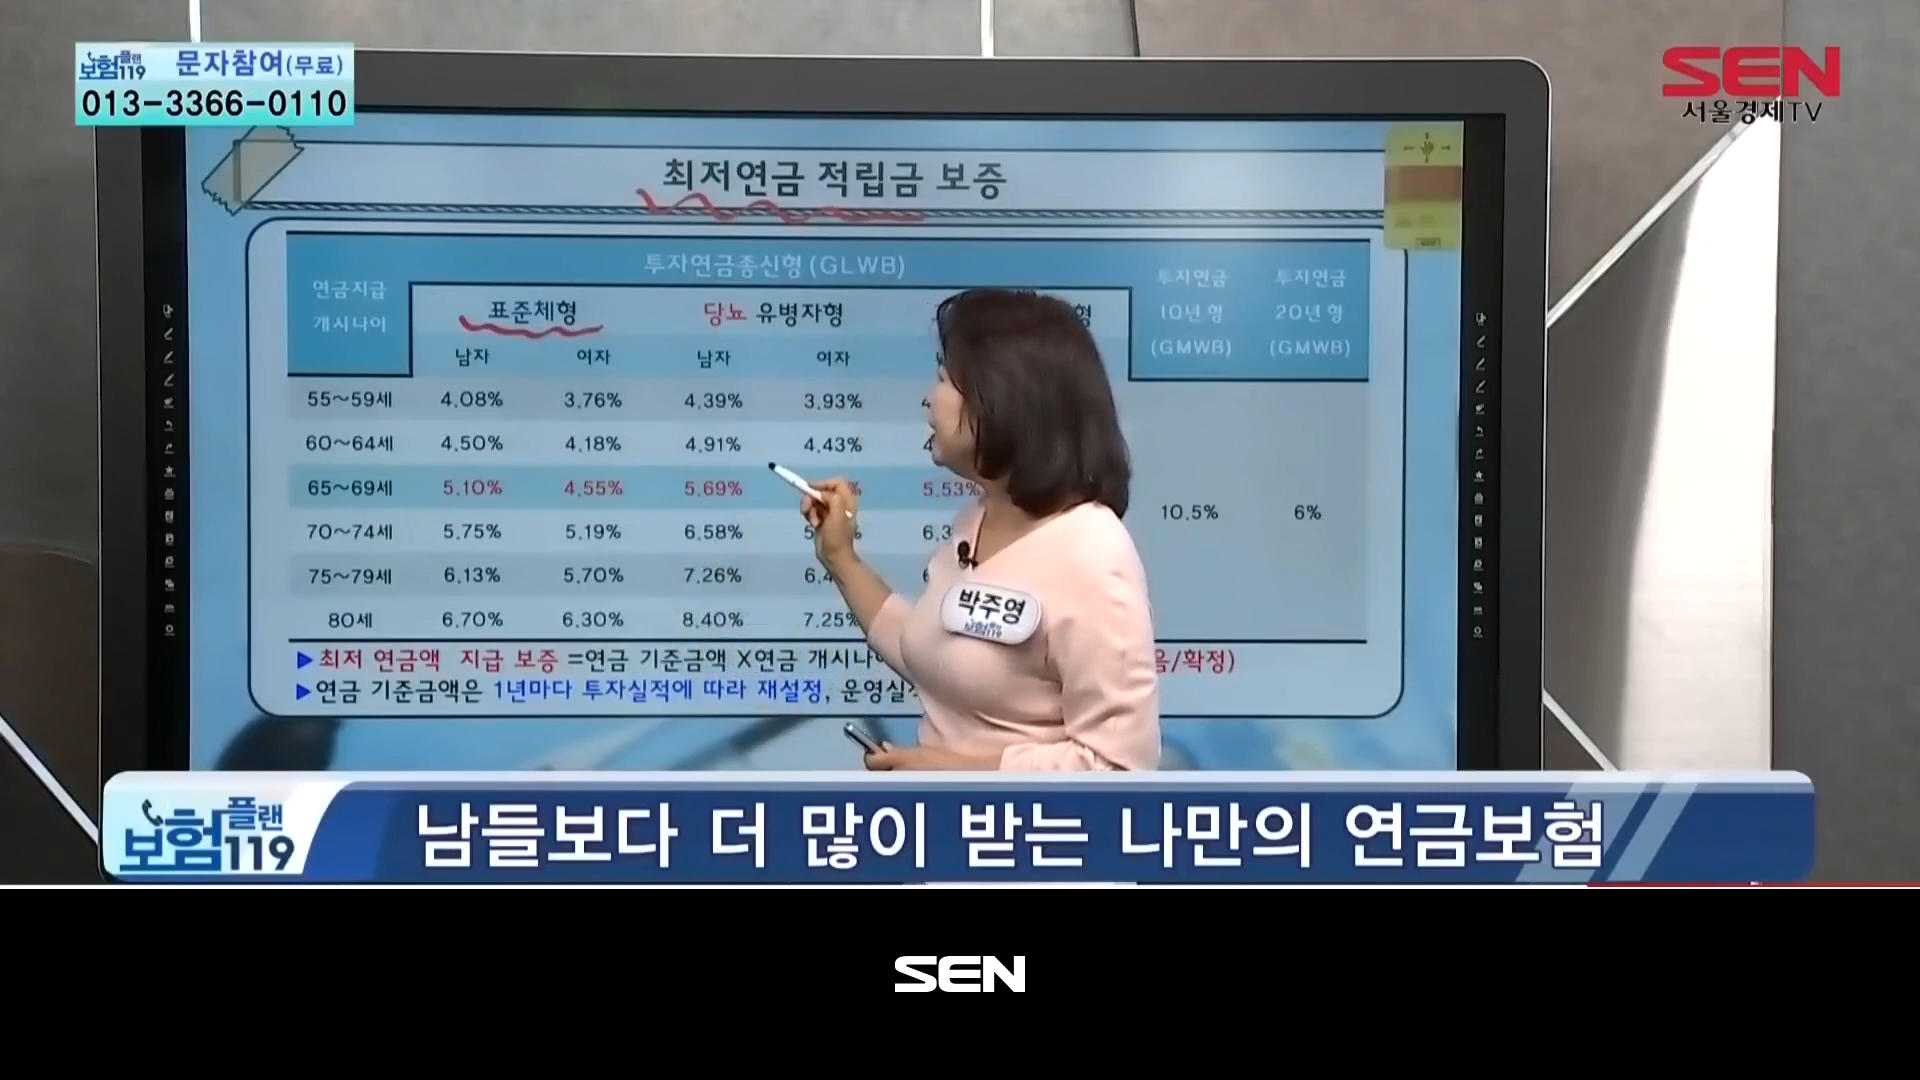 보험플랜119 문자참여(무료)
013-3366-0110
SEN
서울경제TV
최저연금 적립금 보증
연금지급
개시나이
투자연금종신형(GLWB)
투자연금
10년 형
(GMWB)
투자연금
20년 형
(GMWB)
표준체형 당뇨 유병자형 형
남자 여자 남자 여자
55~59세 4.08% 3.76% 4.39% 3.93%
60~64세 4.50% 4.18% 4.91% 4.43%
65~69세 5.10% 4.55% 5.69% 5.53%
70~74세 5.75% 5.19% 6.58%
75~79세 6.13% 5.70% 7.26%
80세 6.70% 6.30% 8.40% 7.25%
10.5% 6%
▶최저 연금액 지급 보증 =연금 기준금액 X연금 개시나이 /확정)
▶연금 기준금액은 1년마다 투자실적에 따라 재설정,
박주영
보험플랜119
보험플랜119
남들보다 더 많이 받는 나만의 연금보험
SEN